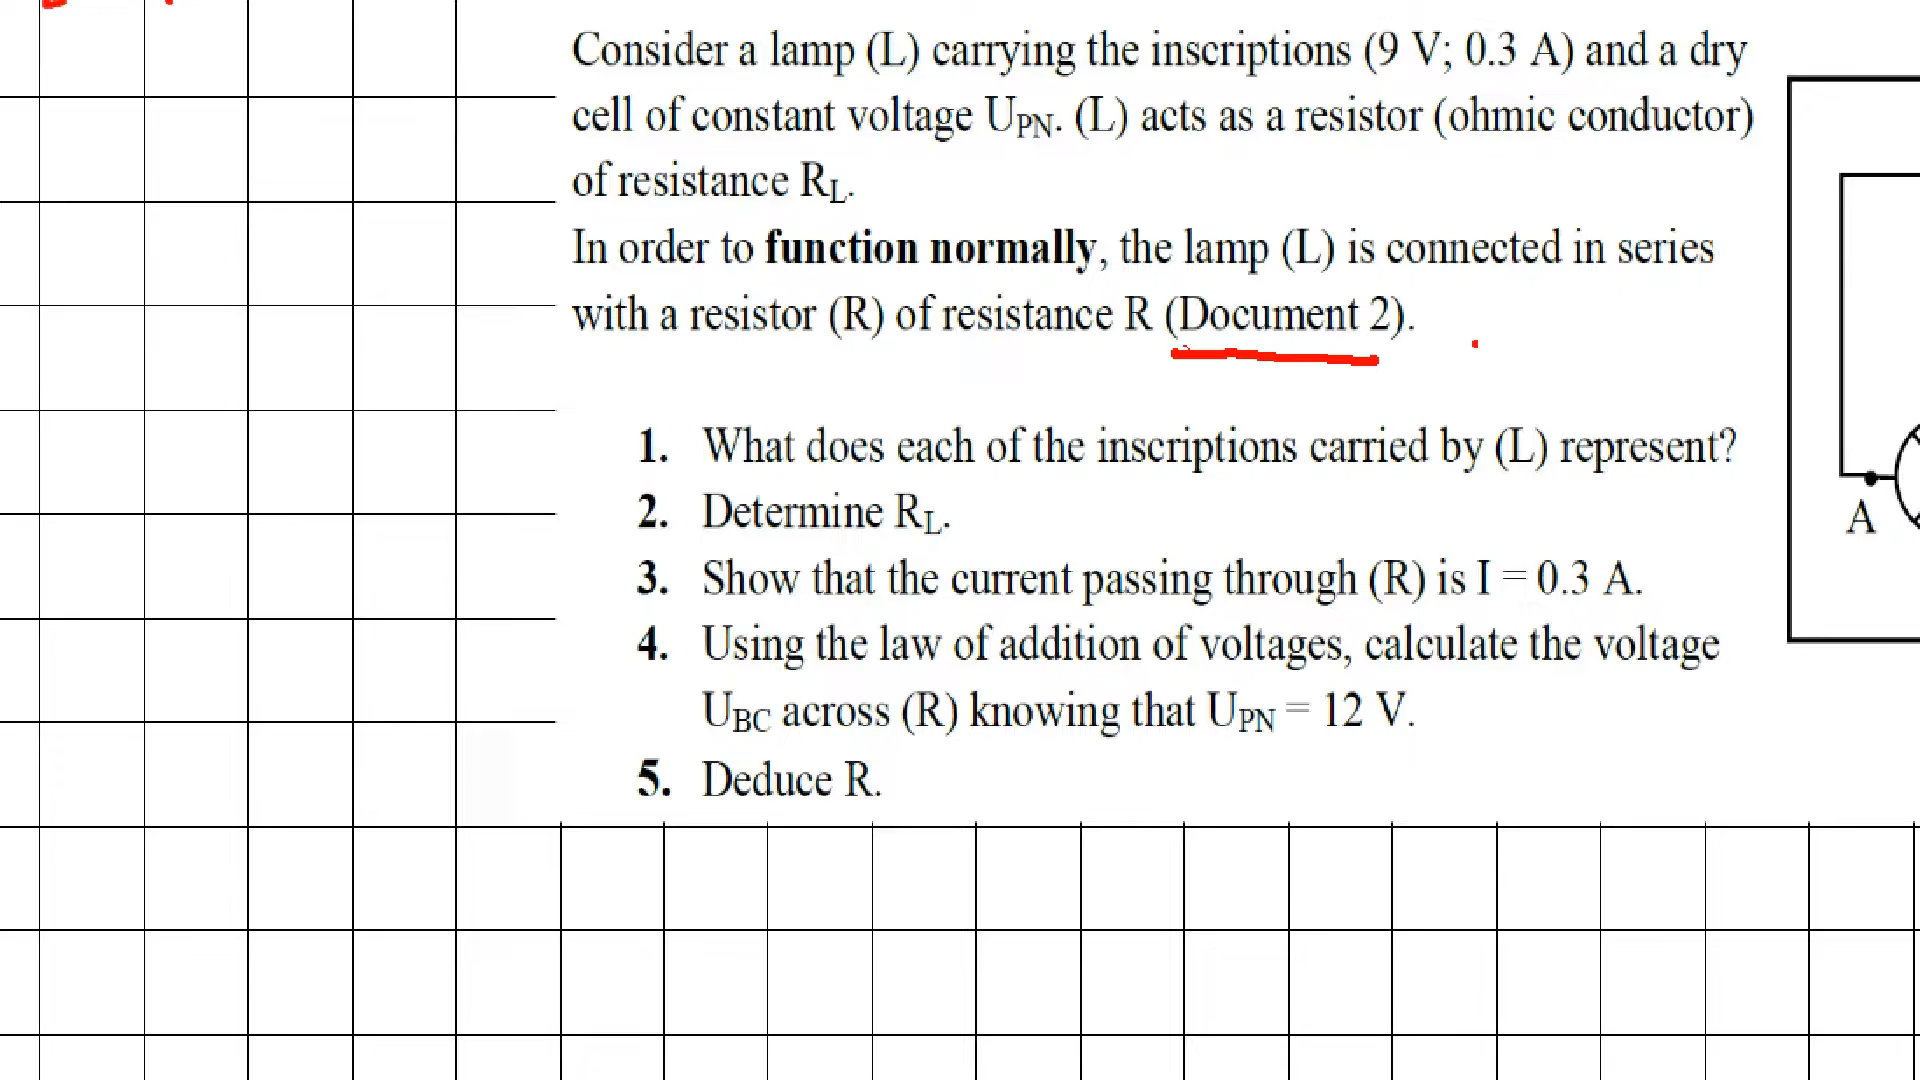 Consider a lamp (L) carrying the inscriptions (9 V; 0.3 A) and a dry
cell of constant voltage UPN. (L) acts as a resistor (ohmic conductor)
of resistance RL.
In order to function normally, the lamp (L) is connected in series
with a resistor (R) of resistance R (Document 2).
1. What does each of the inscriptions carried by (L) represent?
2. Determine RL.
3. Show that the current passing through (R) is I = 0.3 A.
4. Using the law of addition of voltages, calculate the voltage
UBC across (R) knowing that UPN = 12 V.
5. Deduce R.
A